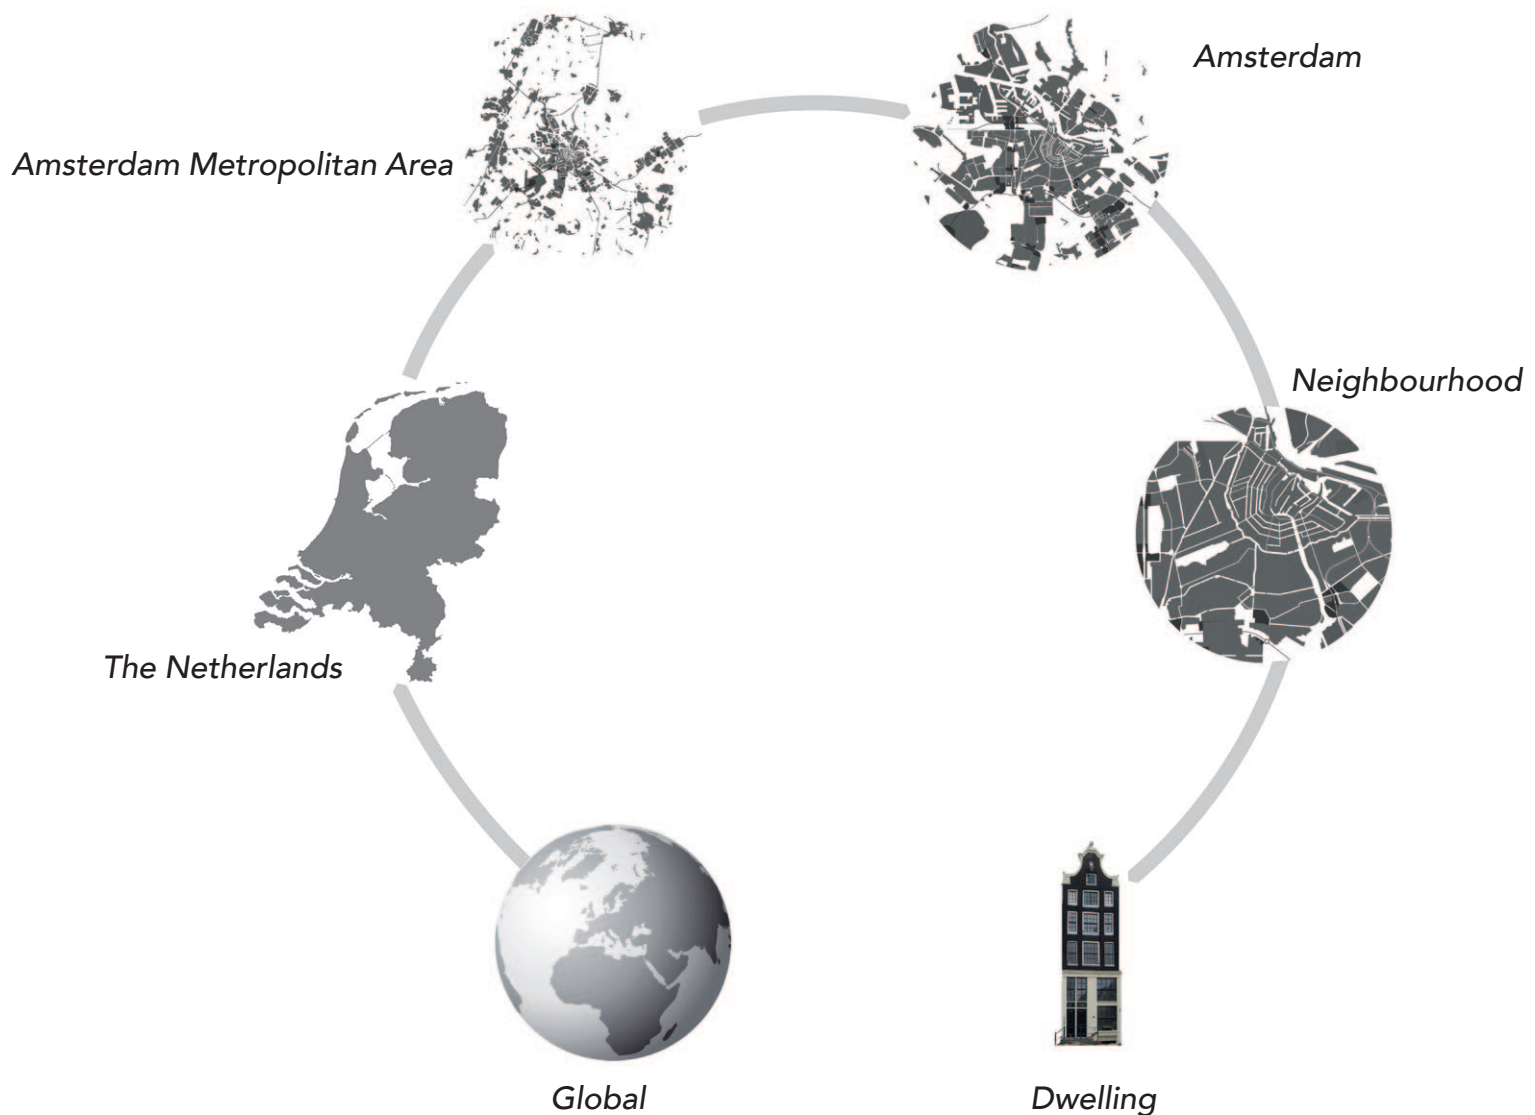 Amsterdam
Amsterdam Metropolitan Area
Neighbourhood
The Netherlands
Global
Dwelling